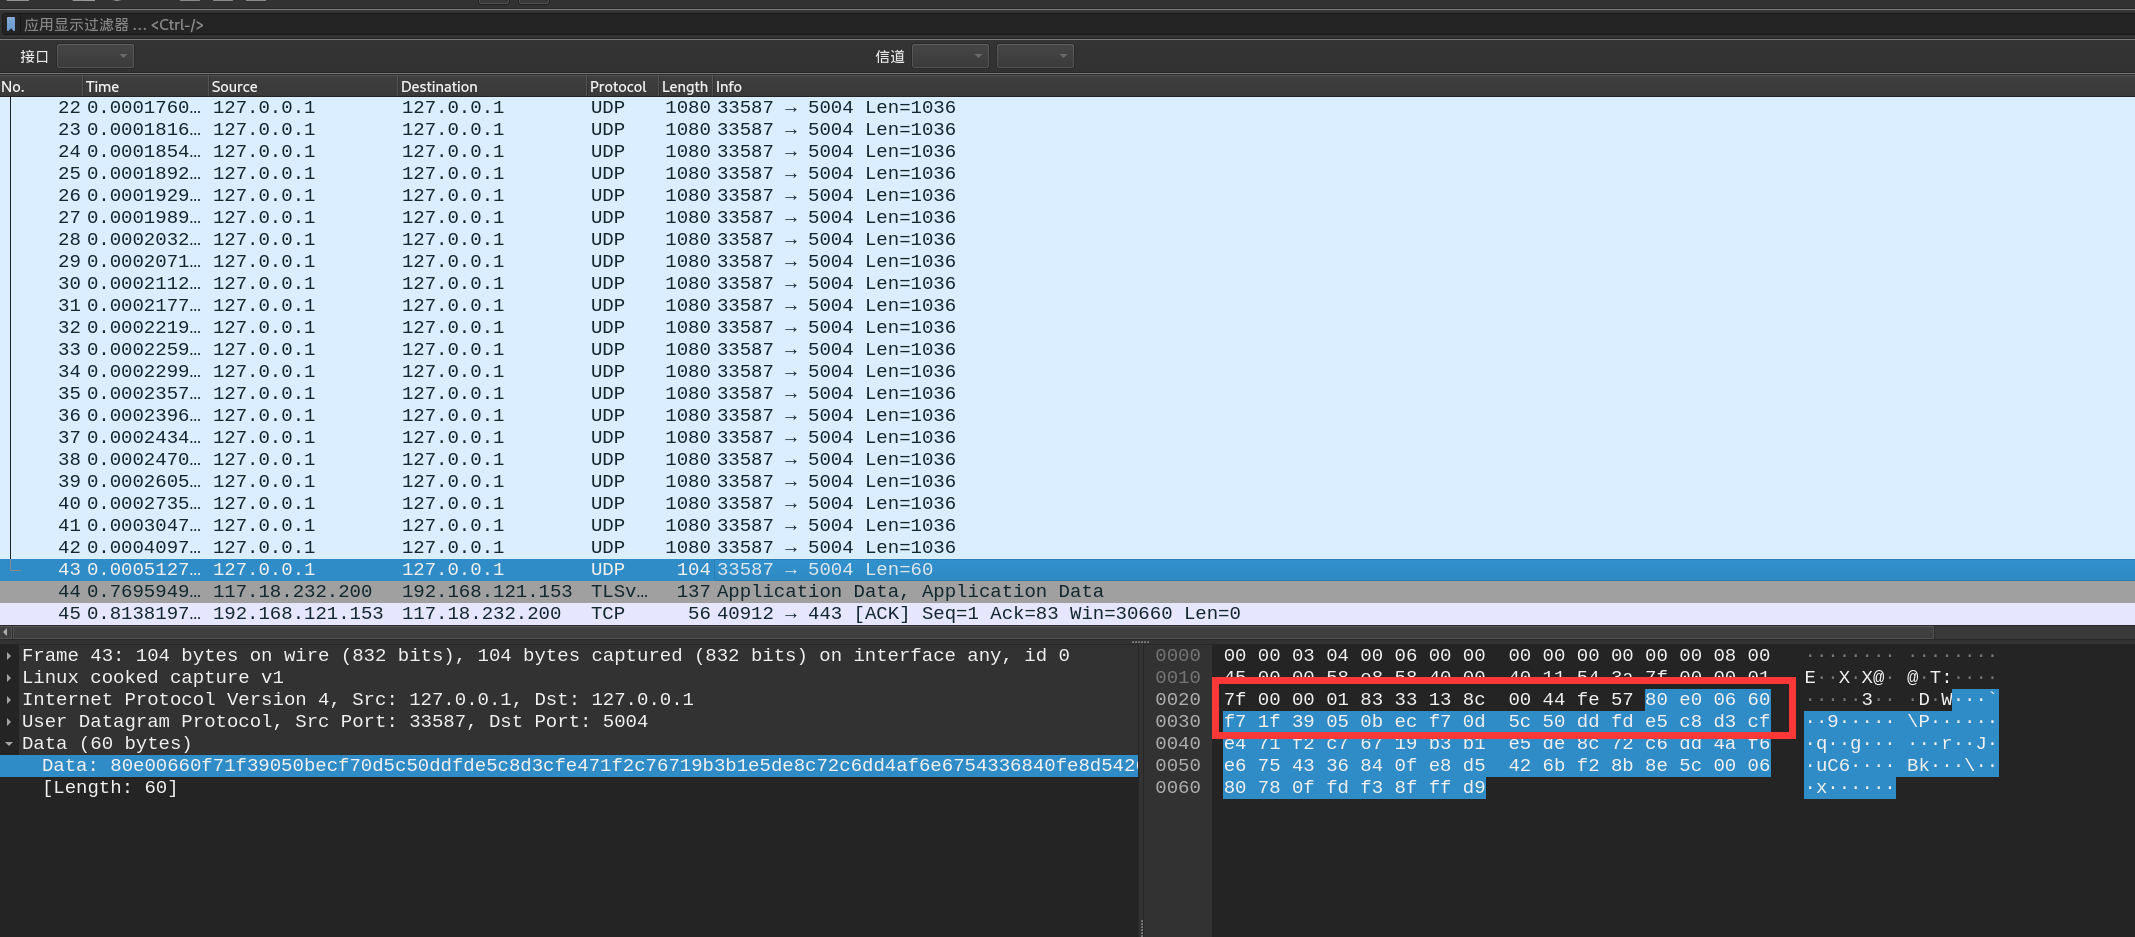 应用显示过滤器 … <Ctrl-/>
接口 信道
No. Time Source Destination Protocol Length Info
22 0.0001760… 127.0.0.1 127.0.0.1 UDP 1080 33587 → 5004 Len=1036
23 0.0001816… 127.0.0.1 127.0.0.1 UDP 1080 33587 → 5004 Len=1036
24 0.0001854… 127.0.0.1 127.0.0.1 UDP 1080 33587 → 5004 Len=1036
25 0.0001892… 127.0.0.1 127.0.0.1 UDP 1080 33587 → 5004 Len=1036
26 0.0001929… 127.0.0.1 127.0.0.1 UDP 1080 33587 → 5004 Len=1036
27 0.0001989… 127.0.0.1 127.0.0.1 UDP 1080 33587 → 5004 Len=1036
28 0.0002032… 127.0.0.1 127.0.0.1 UDP 1080 33587 → 5004 Len=1036
29 0.0002071… 127.0.0.1 127.0.0.1 UDP 1080 33587 → 5004 Len=1036
30 0.0002112… 127.0.0.1 127.0.0.1 UDP 1080 33587 → 5004 Len=1036
31 0.0002177… 127.0.0.1 127.0.0.1 UDP 1080 33587 → 5004 Len=1036
32 0.0002219… 127.0.0.1 127.0.0.1 UDP 1080 33587 → 5004 Len=1036
33 0.0002259… 127.0.0.1 127.0.0.1 UDP 1080 33587 → 5004 Len=1036
34 0.0002299… 127.0.0.1 127.0.0.1 UDP 1080 33587 → 5004 Len=1036
35 0.0002357… 127.0.0.1 127.0.0.1 UDP 1080 33587 → 5004 Len=1036
36 0.0002396… 127.0.0.1 127.0.0.1 UDP 1080 33587 → 5004 Len=1036
37 0.0002434… 127.0.0.1 127.0.0.1 UDP 1080 33587 → 5004 Len=1036
38 0.0002470… 127.0.0.1 127.0.0.1 UDP 1080 33587 → 5004 Len=1036
39 0.0002605… 127.0.0.1 127.0.0.1 UDP 1080 33587 → 5004 Len=1036
40 0.0002735… 127.0.0.1 127.0.0.1 UDP 1080 33587 → 5004 Len=1036
41 0.0003047… 127.0.0.1 127.0.0.1 UDP 1080 33587 → 5004 Len=1036
42 0.0004097… 127.0.0.1 127.0.0.1 UDP 1080 33587 → 5004 Len=1036
43 0.0005127… 127.0.0.1 127.0.0.1 UDP 104 33587 → 5004 Len=60
44 0.7695949… 117.18.232.200 192.168.121.153 TLSv… 137 Application Data, Application Data
45 0.8138197… 192.168.121.153 117.18.232.200 TCP 56 40912 → 443 [ACK] Seq=1 Ack=83 Win=30660 Len=0
Frame 43: 104 bytes on wire (832 bits), 104 bytes captured (832 bits) on interface any, id 0
Linux cooked capture v1
Internet Protocol Version 4, Src: 127.0.0.1, Dst: 127.0.0.1
User Datagram Protocol, Src Port: 33587, Dst Port: 5004
Data (60 bytes)
Data: 80e00660f71f39050becf70d5c50ddfde5c8d3cfe471f2c76719b3b1e5de8c72c6dd4af6e6754336840fe8d542
[Length: 60]
0000 00 00 03 04 00 06 00 00 00 00 00 00 00 00 08 00 ········ ········
0010 45 00 00 58 e8 58 40 00 40 11 54 3a 7f 00 00 01 E··X·X@· @·T:····
0020 7f 00 00 01 83 33 13 8c 00 44 fe 57 80 e0 06 60 ·····3·· ·D·W···`
0030 f7 1f 39 05 0b ec f7 0d 5c 50 dd fd e5 c8 d3 cf ··9····· \P······
0040 e4 71 f2 c7 67 19 b3 b1 e5 de 8c 72 c6 dd 4a f6 ·q··g··· ···r··J·
0050 e6 75 43 36 84 0f e8 d5 42 6b f2 8b 8e 5c 00 06 ·uC6···· Bk···\··
0060 80 78 0f fd f3 8f ff d9 ·x······